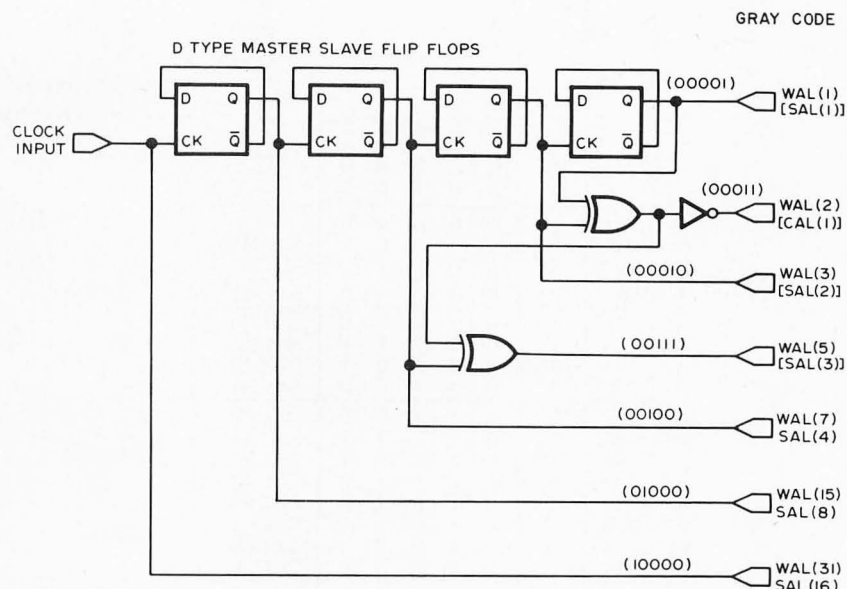 GRAY CODE
D TYPE MASTER SLAVE FLIP FLOPS
D Q
CK Q̅
D Q
CK Q̅
D Q
CK Q̅
D Q
CK Q̅
CLOCK
INPUT
(00001)
WAL(1)
[SAL(1)]
(00011)
WAL(2)
[CAL(1)]
(00010)
WAL(3)
[SAL(2)]
(00111)
WAL(5)
[SAL(3)]
(00100)
WAL(7)
SAL(4)
(01000)
WAL(15)
SAL(8)
(10000)
WAL(31)
SAL(16)